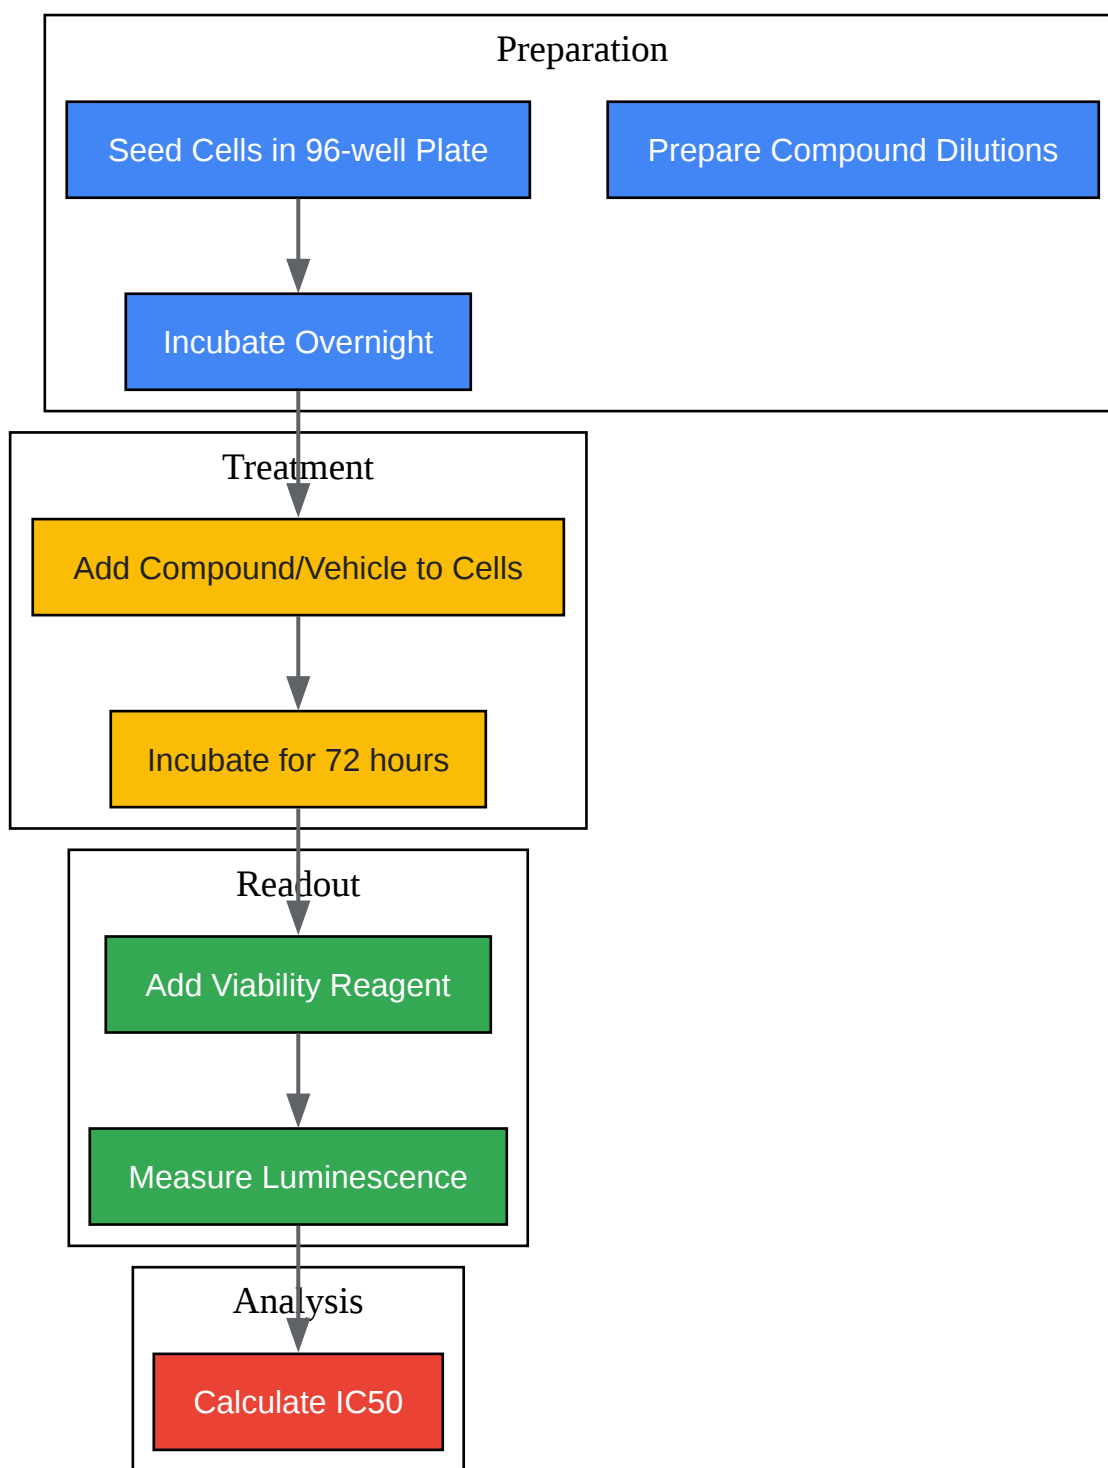 Preparation
Seed Cells in 96-well Plate
Prepare Compound Dilutions
Incubate Overnight
Treatment
Add Compound/Vehicle to Cells
Incubate for 72 hours
Readout
Add Viability Reagent
Measure Luminescence
Analysis
Calculate IC50